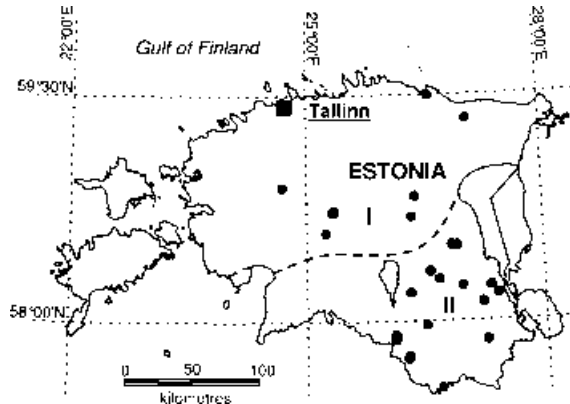 22°00'E
25°00'E
28°00'E
Gulf of Finland
59°30'N
Tallinn
ESTONIA
I
II
58°00'N
0 50 100
kilometres